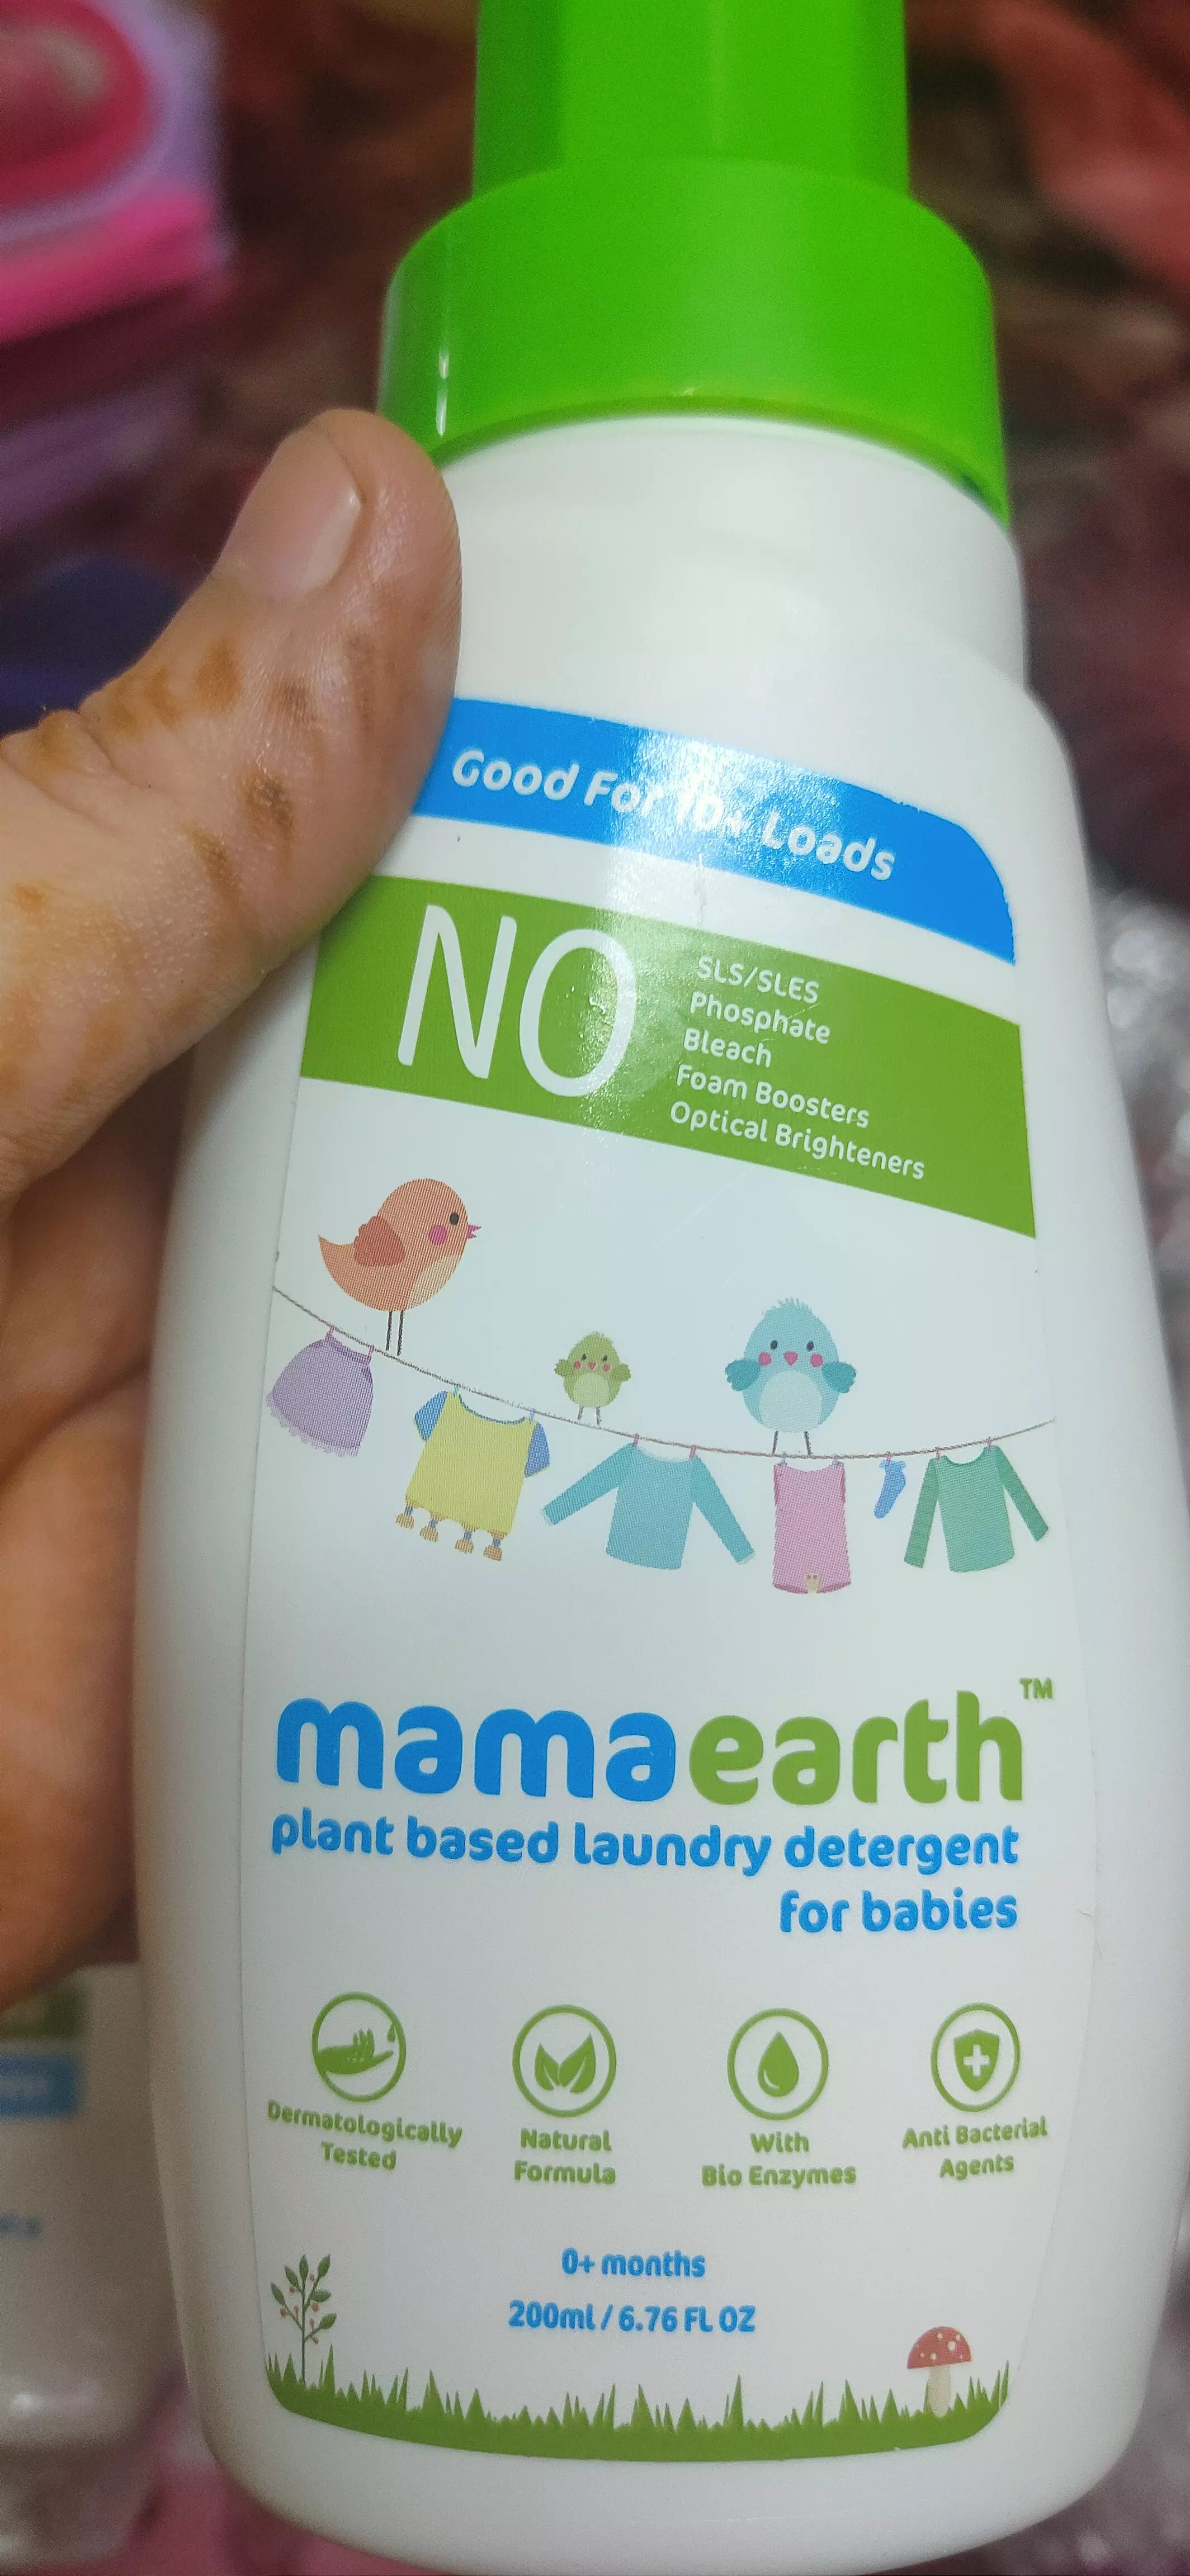 Good For 10+ Loads
NO
SLS/SLES
Phosphate
Bleach
Foam Boosters
Optical Brighteners
mamaearth™
plant based laundry detergent
for babies
Dermatologically
Tested
Natural
Formula
With
Bio Enzymes
Anti Bacterial
Agents
0+ months
200ml / 6.76 FL OZ